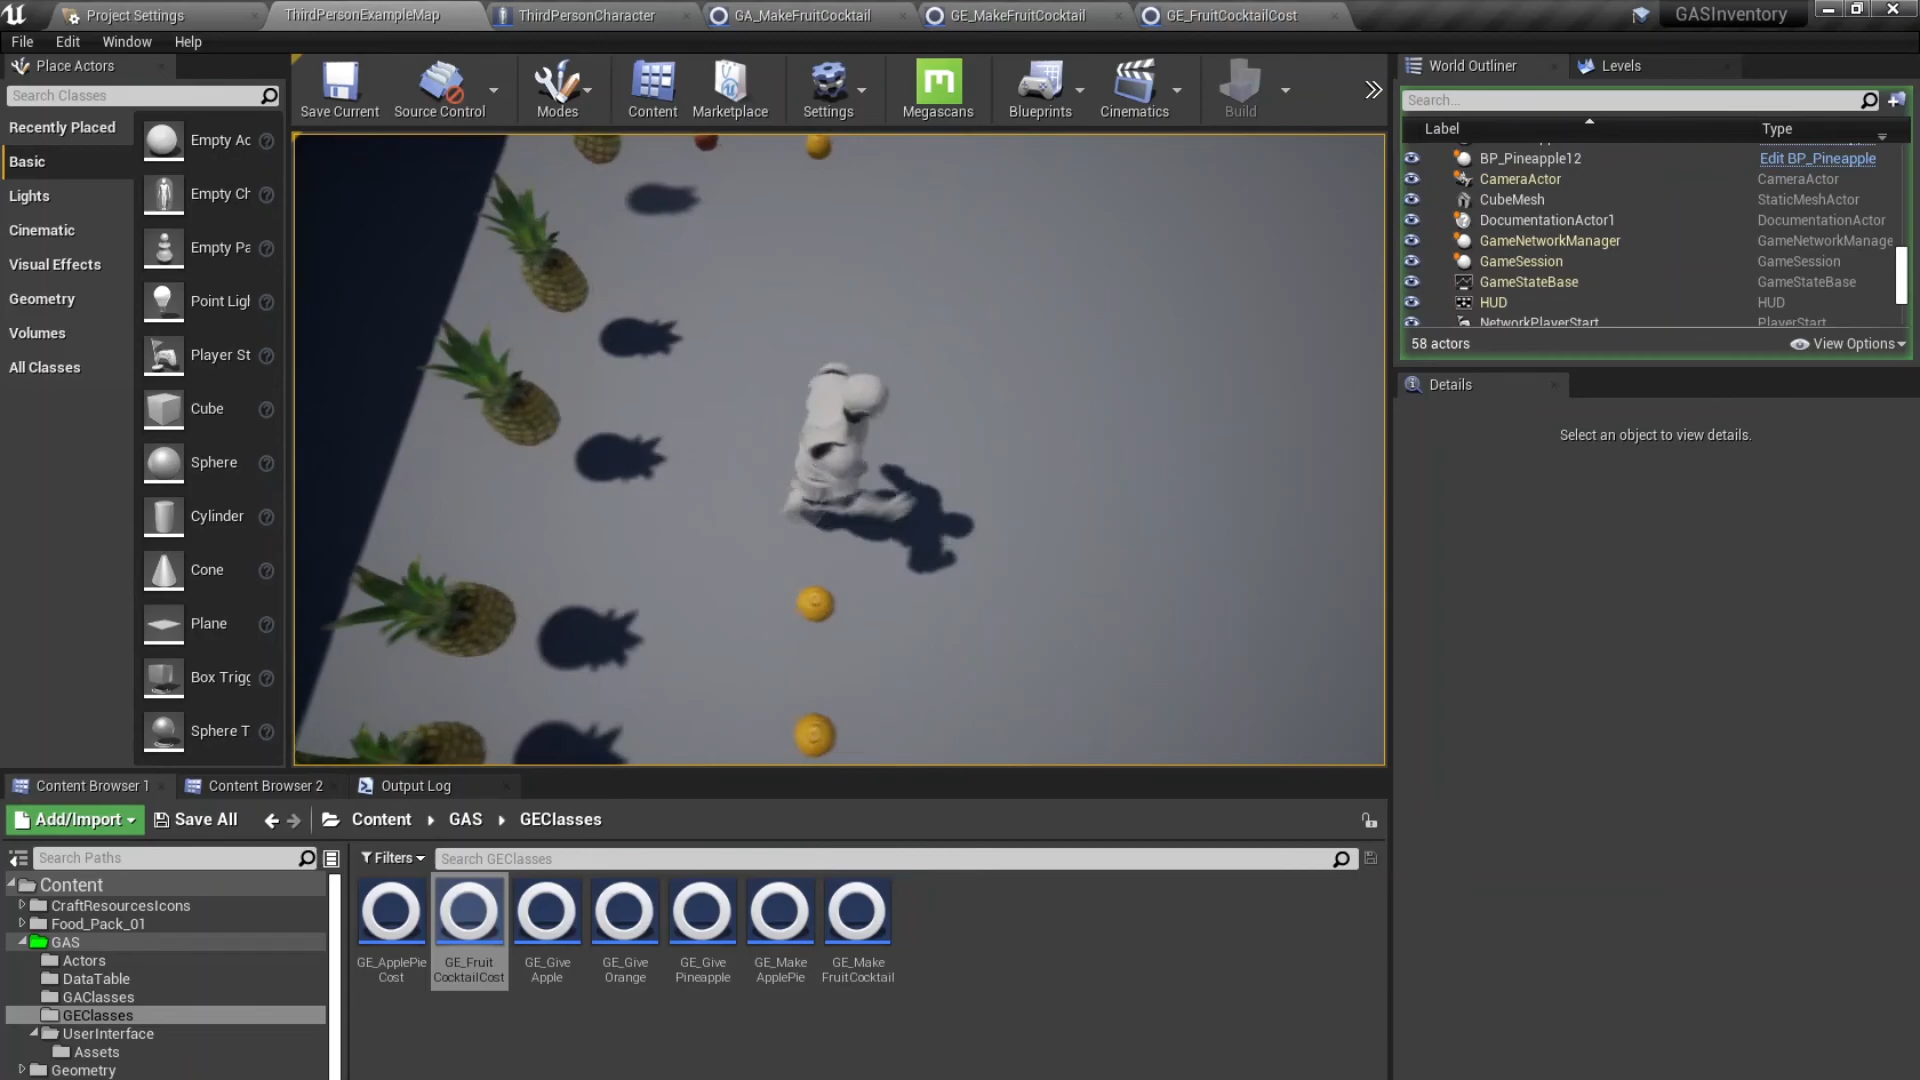 Project Settings
ThirdPersonExampleMap
ThirdPersonCharacter
GA_MakeFruitCocktail
GE_MakeFruitCocktail
GE_FruitCocktailCost
GASInventory
File
Edit
Window
Help
Place Actors
Search Classes
Recently Placed
Basic
Lights
Cinematic
Visual Effects
Geometry
Volumes
All Classes
Empty Ac
Empty Ch
Empty Pa
Point Ligl
Player St
Cube
Sphere
Cylinder
Cone
Plane
Box Trigg
Sphere T
Save Current
Source Control
Modes
Content
Marketplace
Settings
Megascans
Blueprints
Cinematics
Build
World Outliner
Levels
Search...
Label
Type
BP_Pineapple12
Edit BP_Pineapple
CameraActor
CameraActor
CubeMesh
StaticMeshActor
DocumentationActor1
DocumentationActor
GameNetworkManager
GameNetworkManage
GameSession
GameSession
GameStateBase
GameStateBase
HUD
HUD
NetworkPlayerStart
PlayerStart
58 actors
View Options
Details
Select an object to view details.
Content Browser 1
Content Browser 2
Output Log
Add/Import
Save All
Content
GAS
GEClasses
Search Paths
Filters
Search GEClasses
Content
CraftResourcesIcons
Food_Pack_01
GAS
Actors
DataTable
GAClasses
GEClasses
UserInterface
Assets
Geometry
GE_ApplePie
Cost
GE_Fruit
CocktailCost
GE_Give
Apple
GE_Give
Orange
GE_Give
Pineapple
GE_Make
ApplePie
GE_Make
FruitCocktail